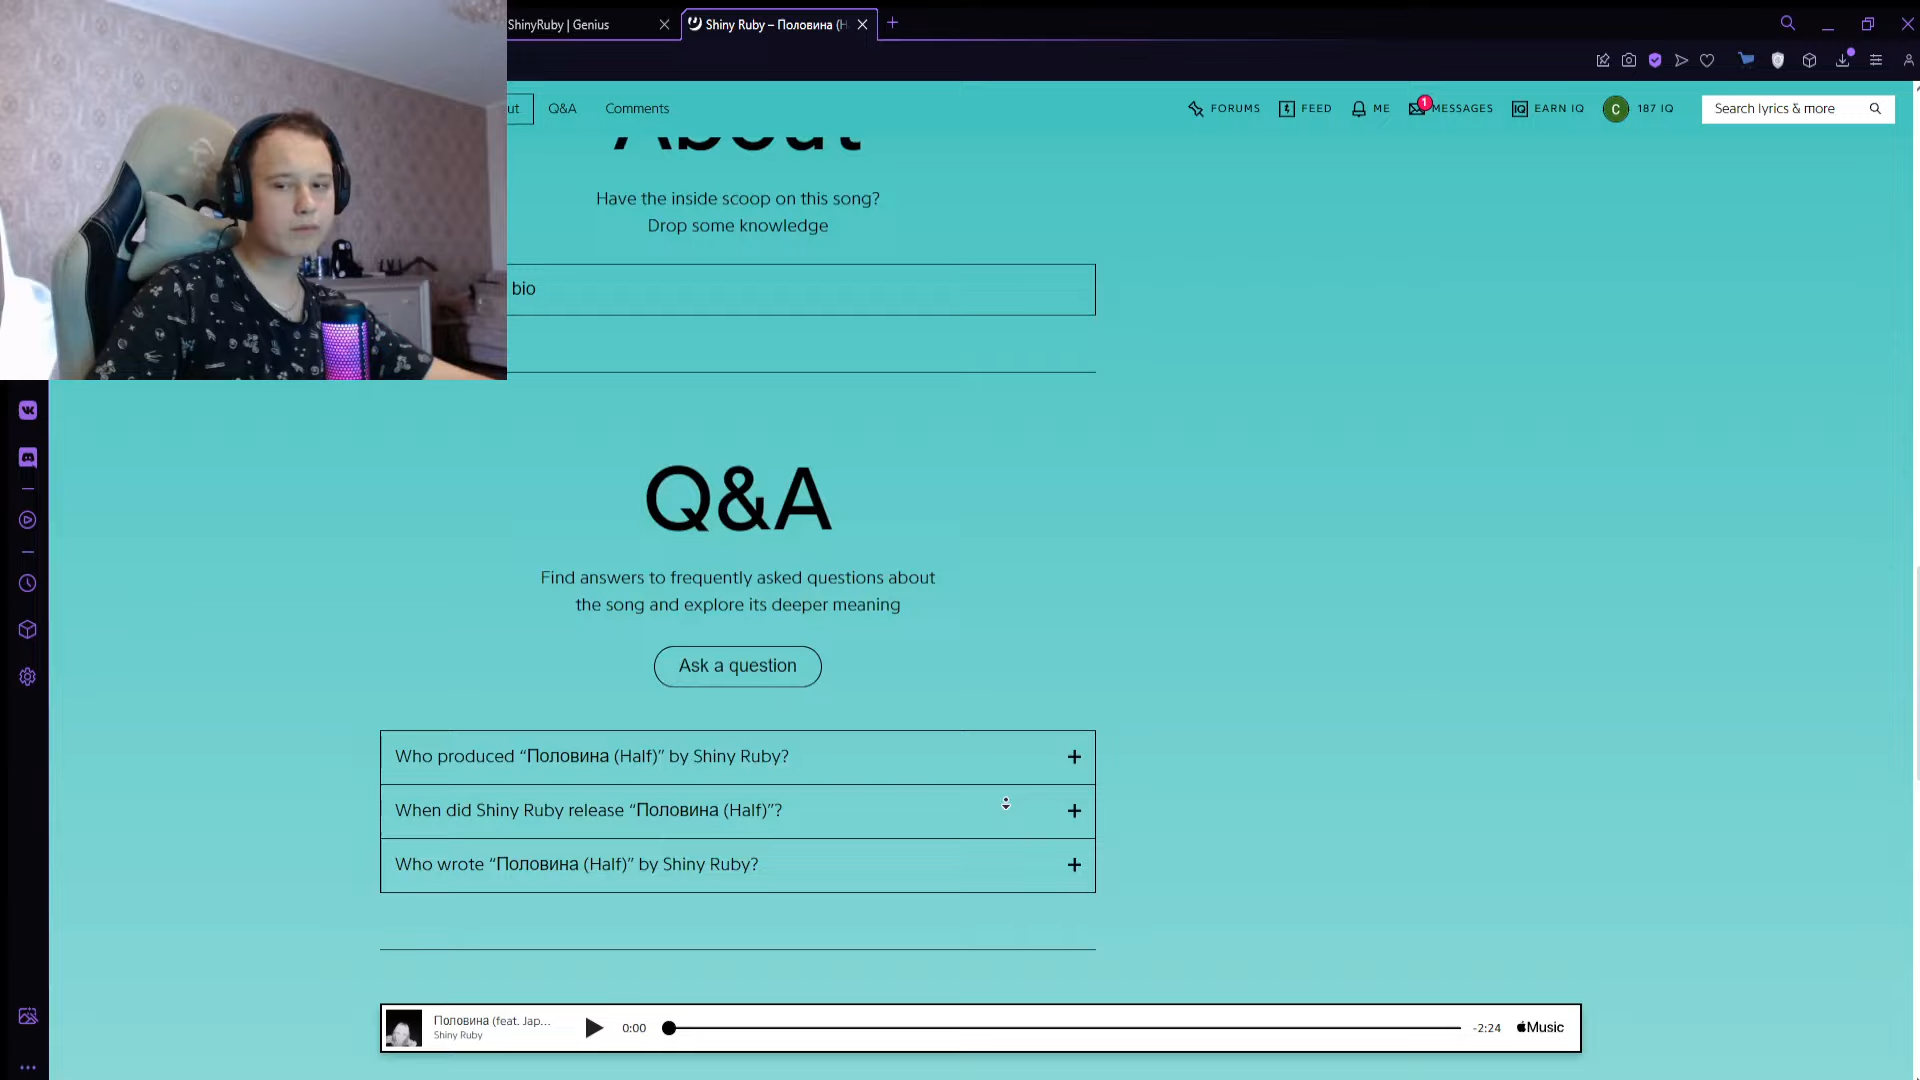 ShinyRuby | Genius
Shiny Ruby – Половина (H
ut
Q&A
Comments
FORUMS
FEED
ME
1
MESSAGES
IQ
EARN IQ
C
187 IQ
Search lyrics & more
About
Have the inside scoop on this song?
Drop some knowledge
bio
Q&A
Find answers to frequently asked questions about
the song and explore its deeper meaning
Ask a question
Who produced “Половина (Half)” by Shiny Ruby?
When did Shiny Ruby release “Половина (Half)”?
Who wrote “Половина (Half)” by Shiny Ruby?
Половина (feat. Jap...
Shiny Ruby
0:00
-2:24
Music